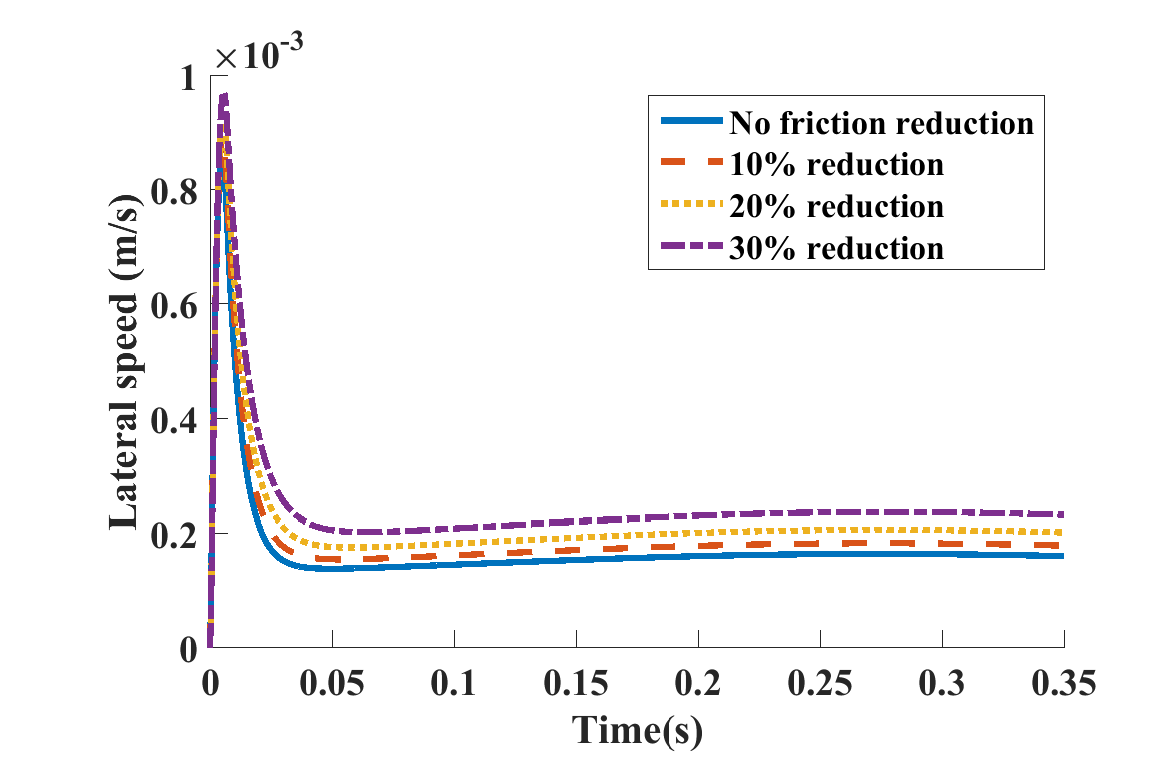 ×10-3
1
0.8
0.6
0.4
0.2
0
Lateral speed (m/s)
No friction reduction
10% reduction
20% reduction
30% reduction
0 0.05 0.1 0.15 0.2 0.25 0.3 0.35
Time(s)